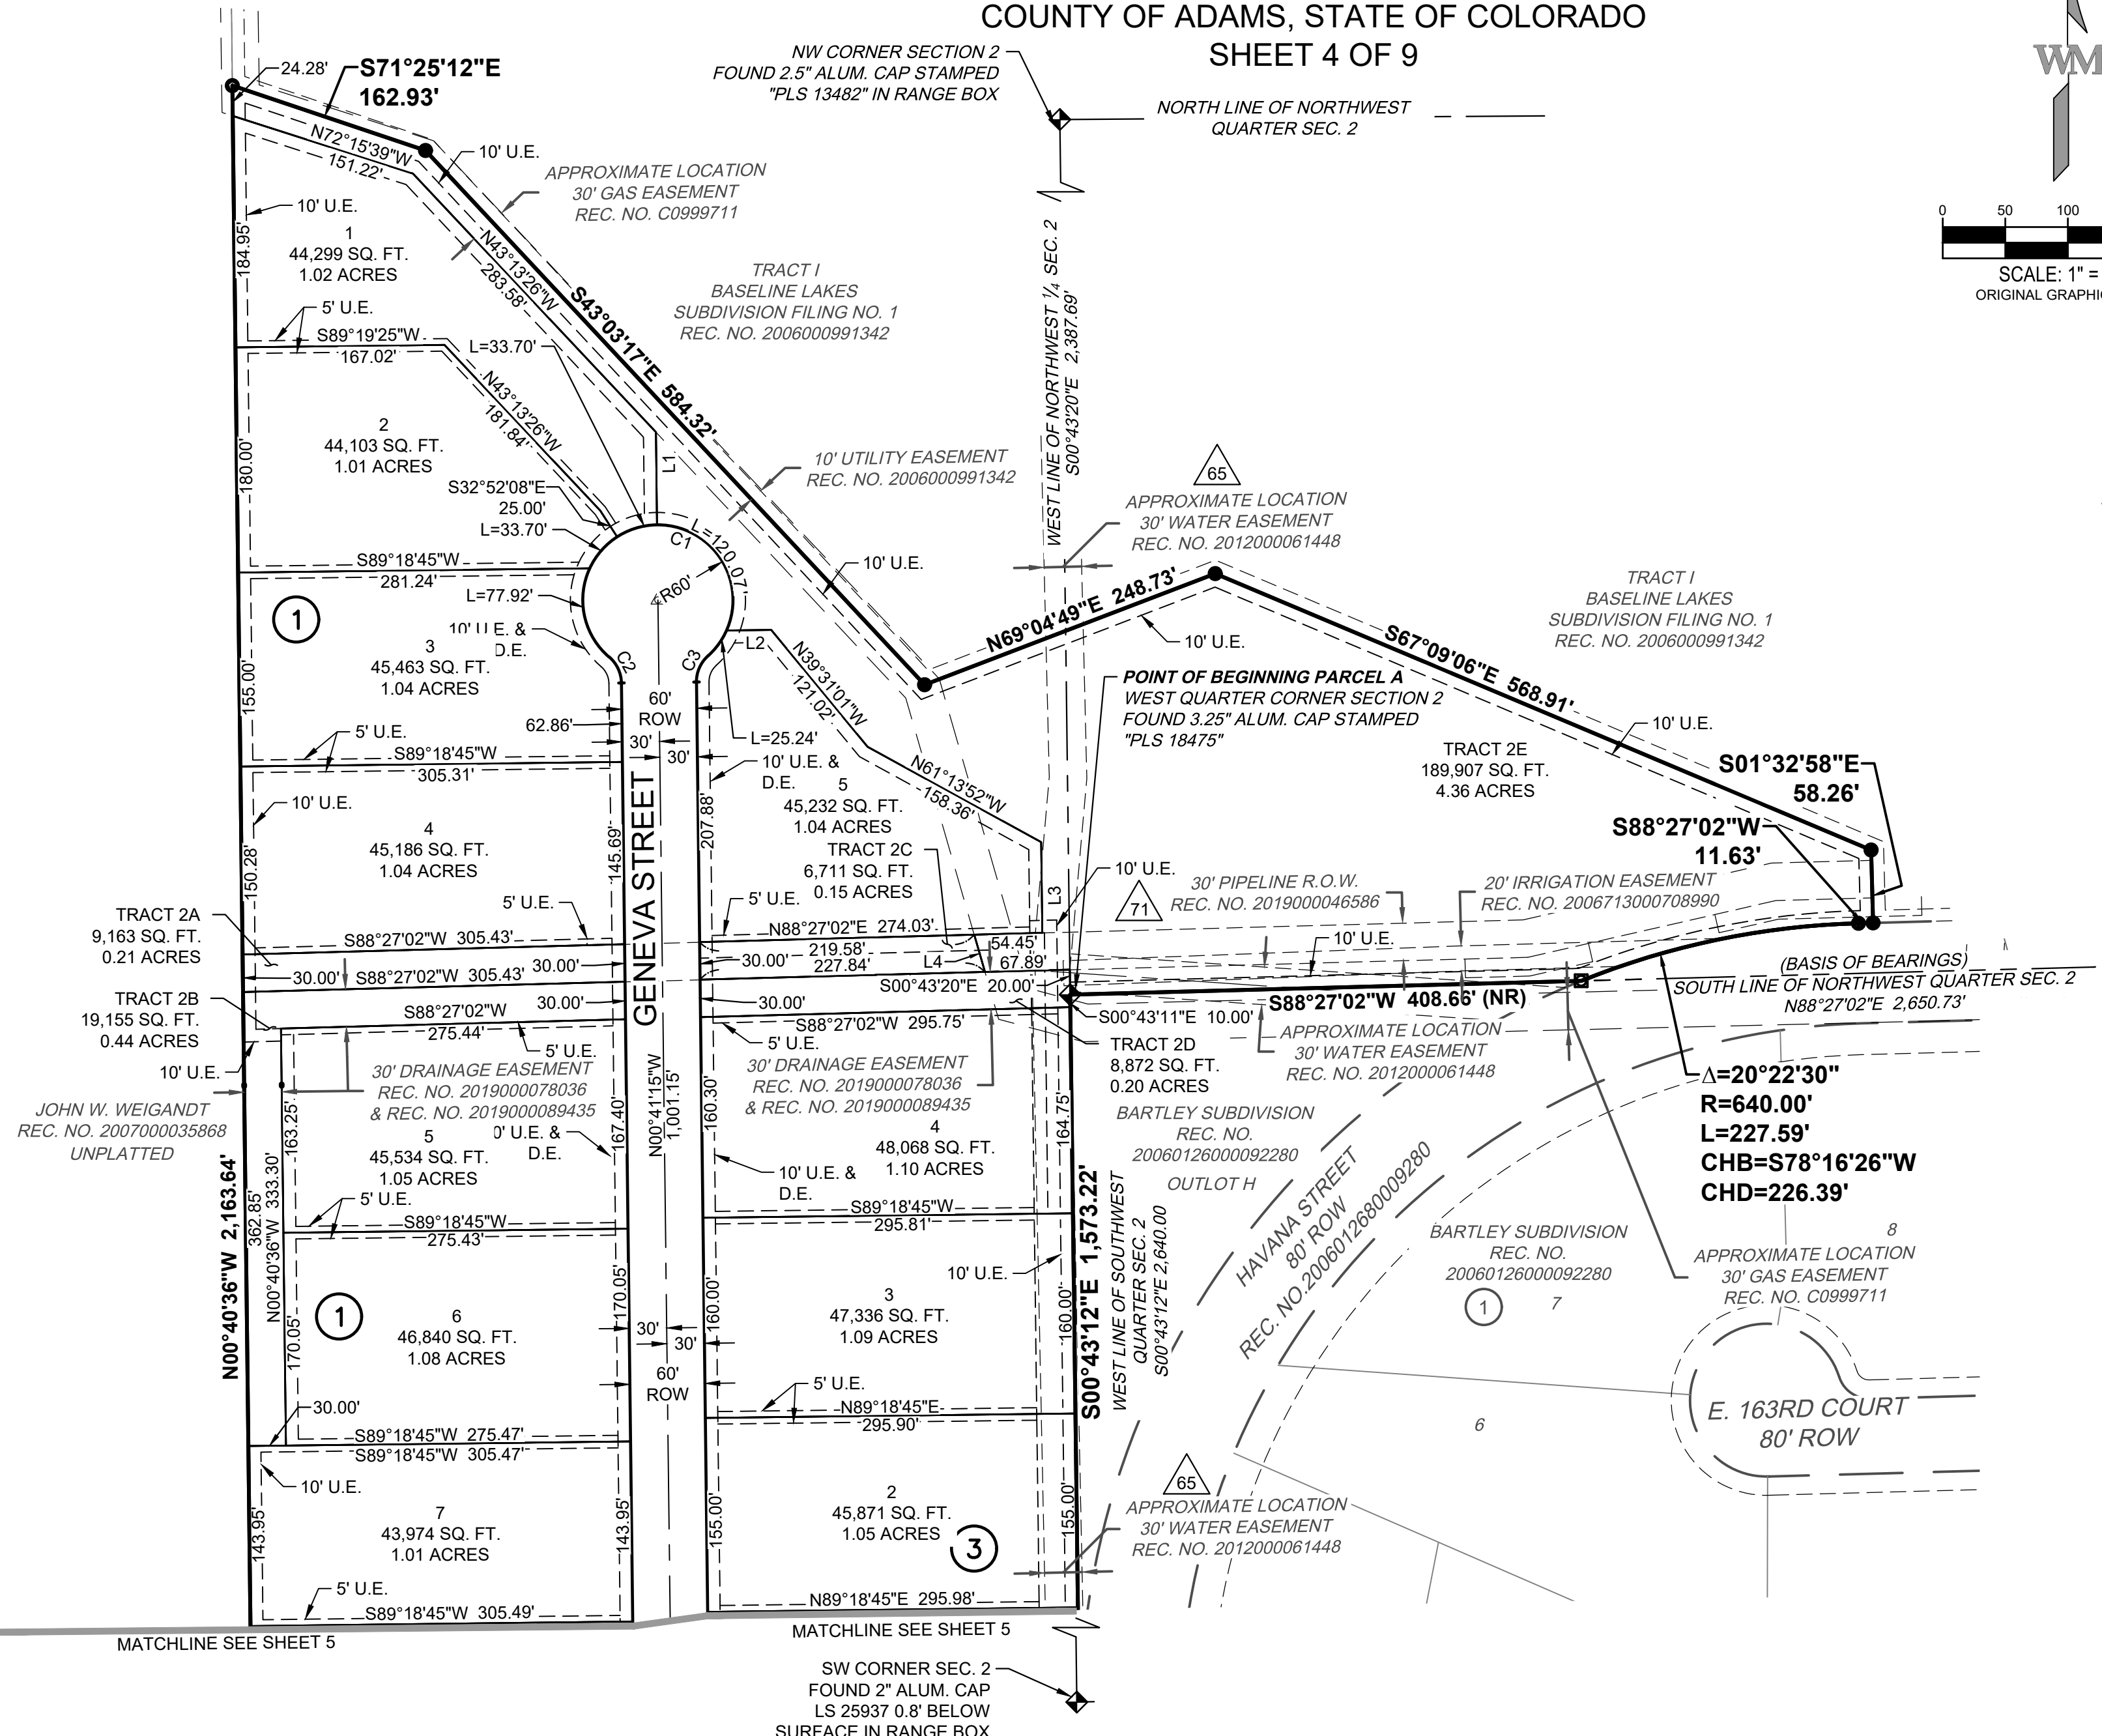 COUNTY OF ADAMS, STATE OF COLORADO
SHEET 4 OF 9
NW CORNER SECTION 2
FOUND 2.5" ALUM. CAP STAMPED
"PLS 13482" IN RANGE BOX
NORTH LINE OF NORTHWEST
QUARTER SEC. 2
WM
0 50 100
SCALE: 1" =
24.28'
S71°25'12"E
162.93'
N72°15'39"W
151.22'
10' U.E.
APPROXIMATE LOCATION
30' GAS EASEMENT
REC. NO. C0999711
10' U.E.
184.95'
1
44,299 SQ. FT.
1.02 ACRES
N43°13'26"W
283.58'
S43°03'17"E 584.32'
TRACT I
BASELINE LAKES
SUBDIVISION FILING NO. 1
REC. NO. 2006000991342
WEST LINE OF NORTHWEST 1/4 SEC. 2
S00°43'20"E 2,387.69'
5' U.E.
S89°19'25"W
167.02'
L=33.70'
N43°13'26"W
181.84'
2
44,103 SQ. FT.
1.01 ACRES
180.00'
L1
10' UTILITY EASEMENT
REC. NO. 2006000991342
65
APPROXIMATE LOCATION
30' WATER EASEMENT
REC. NO. 2012000061448
S32°52'08"E
25.00'
L=33.70'
C1
L=120.07'
R60'
S89°18'45"W
281.24'
L=77.92'
10' U.E.
N69°04'49"E 248.73'
10' U.E.
TRACT I
BASELINE LAKES
SUBDIVISION FILING NO. 1
REC. NO. 2006000991342
S67°09'06"E 568.91'
10' U.E.
1
10' U.E. &
D.E.
3
45,463 SQ. FT.
1.04 ACRES
155.00'
C2
C3
L2
N39°31'01"W
121.02'
60'
ROW
62.86'
30'
30'
L=25.24'
POINT OF BEGINNING PARCEL A
WEST QUARTER CORNER SECTION 2
FOUND 3.25" ALUM. CAP STAMPED
"PLS 18475"
TRACT 2E
189,907 SQ. FT.
4.36 ACRES
S01°32'58"E
58.26'
S88°27'02"W
11.63'
5' U.E.
S89°18'45"W
305.31'
10' U.E. &
D.E.
5
45,232 SQ. FT.
1.04 ACRES
N61°13'52"W
158.36'
10' U.E.
4
45,186 SQ. FT.
1.04 ACRES
150.28'
145.69'
GENEVA STREET
207.88'
TRACT 2C
6,711 SQ. FT.
0.15 ACRES
L3
10' U.E.
71
30' PIPELINE R.O.W.
REC. NO. 2019000046586
20' IRRIGATION EASEMENT
REC. NO. 2006713000708990
TRACT 2A
9,163 SQ. FT.
0.21 ACRES
5' U.E.
5' U.E.
S88°27'02"W 305.43'
N88°27'02"E 274.03'
219.58'
54.45'
30.00'
227.84'
L4
67.89'
10' U.E.
30.00'
S88°27'02"W 305.43'
30.00'
S00°43'20"E 20.00'
(BASIS OF BEARINGS)
SOUTH LINE OF NORTHWEST QUARTER SEC. 2
N88°27'02"E 2,650.73'
TRACT 2B
19,155 SQ. FT.
0.44 ACRES
30.00'
30.00'
S88°27'02"W 408.66' (NR)
S88°27'02"W
275.44'
S88°27'02"W 295.75'
S00°43'11"E 10.00'
5' U.E.
5' U.E.
TRACT 2D
8,872 SQ. FT.
0.20 ACRES
APPROXIMATE LOCATION
30' WATER EASEMENT
REC. NO. 2012000061448
10' U.E.
30' DRAINAGE EASEMENT
REC. NO. 2019000078036
& REC. NO. 2019000089435
30' DRAINAGE EASEMENT
REC. NO. 2019000078036
& REC. NO. 2019000089435
Δ=20°22'30"
R=640.00'
L=227.59'
CHB=S78°16'26"W
CHD=226.39'
JOHN W. WEIGANDT
REC. NO. 2007000035868
UNPLATTED
163.25'
5
45,534 SQ. FT.
1.05 ACRES
0' U.E. &
D.E.
167.40'
N00°41'15"W
1,001.15'
160.30'
4
48,068 SQ. FT.
1.10 ACRES
164.75'
BARTLEY SUBDIVISION
REC. NO.
20060126000092280
OUTLOT H
HAVANA STREET
80' ROW
REC. NO.2006012680009280
10' U.E. &
D.E.
N00°40'36"W 2,163.64'
362.85'
N00°40'36"W 333.30'
5' U.E.
S89°18'45"W
275.43'
S89°18'45"W
295.81'
S00°43'12"E 1,573.22'
WEST LINE OF SOUTHWEST
QUARTER SEC. 2
S00°43'12"E 2,640.00
BARTLEY SUBDIVISION
REC. NO.
20060126000092280
1
7
8
APPROXIMATE LOCATION
30' GAS EASEMENT
REC. NO. C0999711
1
6
46,840 SQ. FT.
1.08 ACRES
170.05'
170.05'
30'
30'
60'
ROW
160.00'
10' U.E.
3
47,336 SQ. FT.
1.09 ACRES
160.00'
5' U.E.
N89°18'45"E
295.90'
30.00'
S89°18'45"W 275.47'
S89°18'45"W 305.47'
E. 163RD COURT
80' ROW
6
10' U.E.
7
43,974 SQ. FT.
1.01 ACRES
143.95'
143.95'
155.00'
2
45,871 SQ. FT.
1.05 ACRES
3
155.00'
65
APPROXIMATE LOCATION
30' WATER EASEMENT
REC. NO. 2012000061448
5' U.E.
S89°18'45"W 305.49'
N89°18'45"E 295.98'
MATCHLINE SEE SHEET 5
MATCHLINE SEE SHEET 5
SW CORNER SEC. 2
FOUND 2" ALUM. CAP
LS 25937 0.8' BELOW
SURFACE IN RANGE BOX